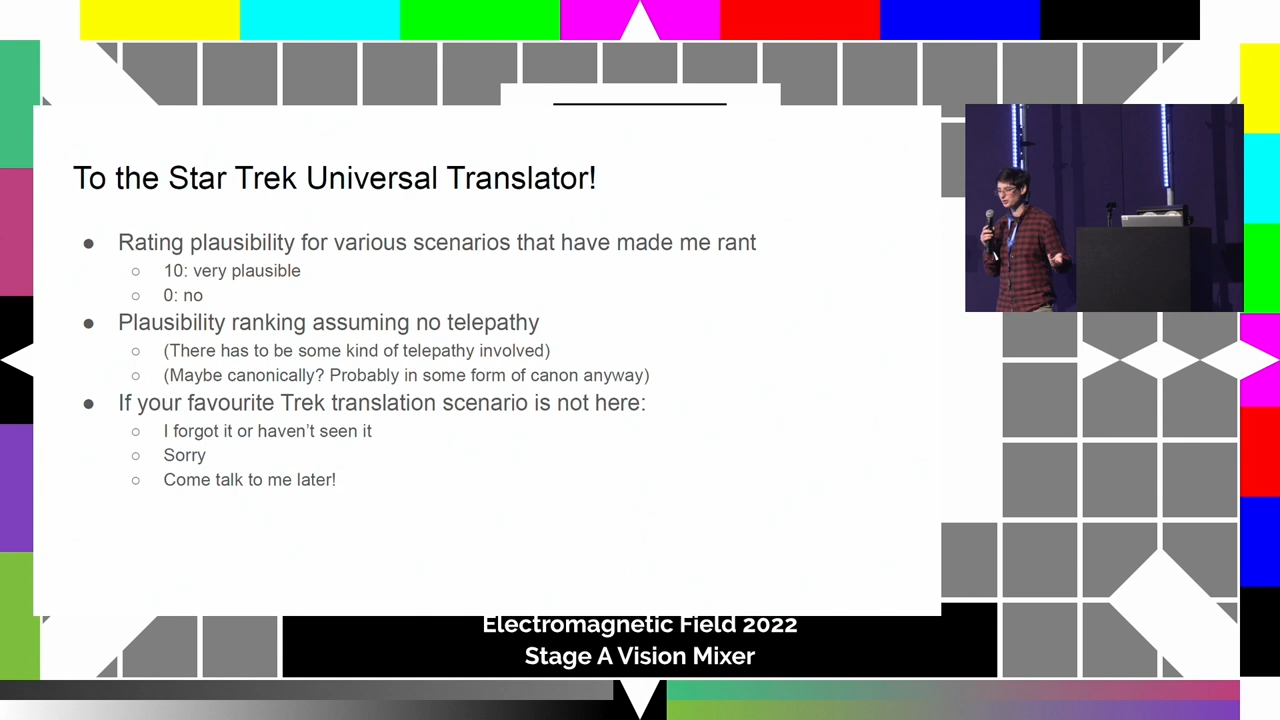 To the Star Trek Universal Translator!
● Rating plausibility for various scenarios that have made me rant
○ 10: very plausible
○ 0: no
● Plausibility ranking assuming no telepathy
○ (There has to be some kind of telepathy involved)
○ (Maybe canonically? Probably in some form of canon anyway)
● If your favourite Trek translation scenario is not here:
○ I forgot it or haven't seen it
○ Sorry
○ Come talk to me later!
Electromagnetic Field 2022
Stage A Vision Mixer